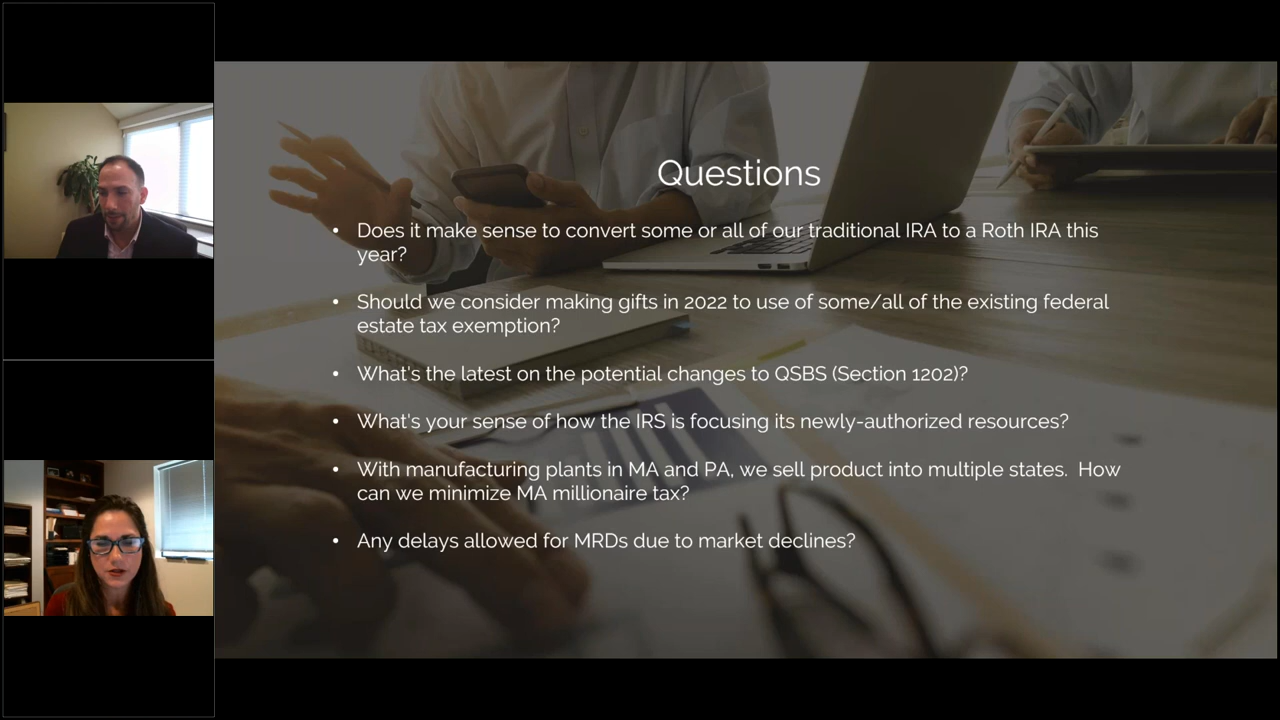 Questions
• Does it make sense to convert some or all of our traditional IRA to a Roth IRA this
year?
• Should we consider making gifts in 2022 to use of some/all of the existing federal
estate tax exemption?
• What's the latest on the potential changes to QSBS (Section 1202)?
• What's your sense of how the IRS is focusing its newly-authorized resources?
• With manufacturing plants in MA and PA, we sell product into multiple states.  How
can we minimize MA millionaire tax?
• Any delays allowed for MRDs due to market declines?